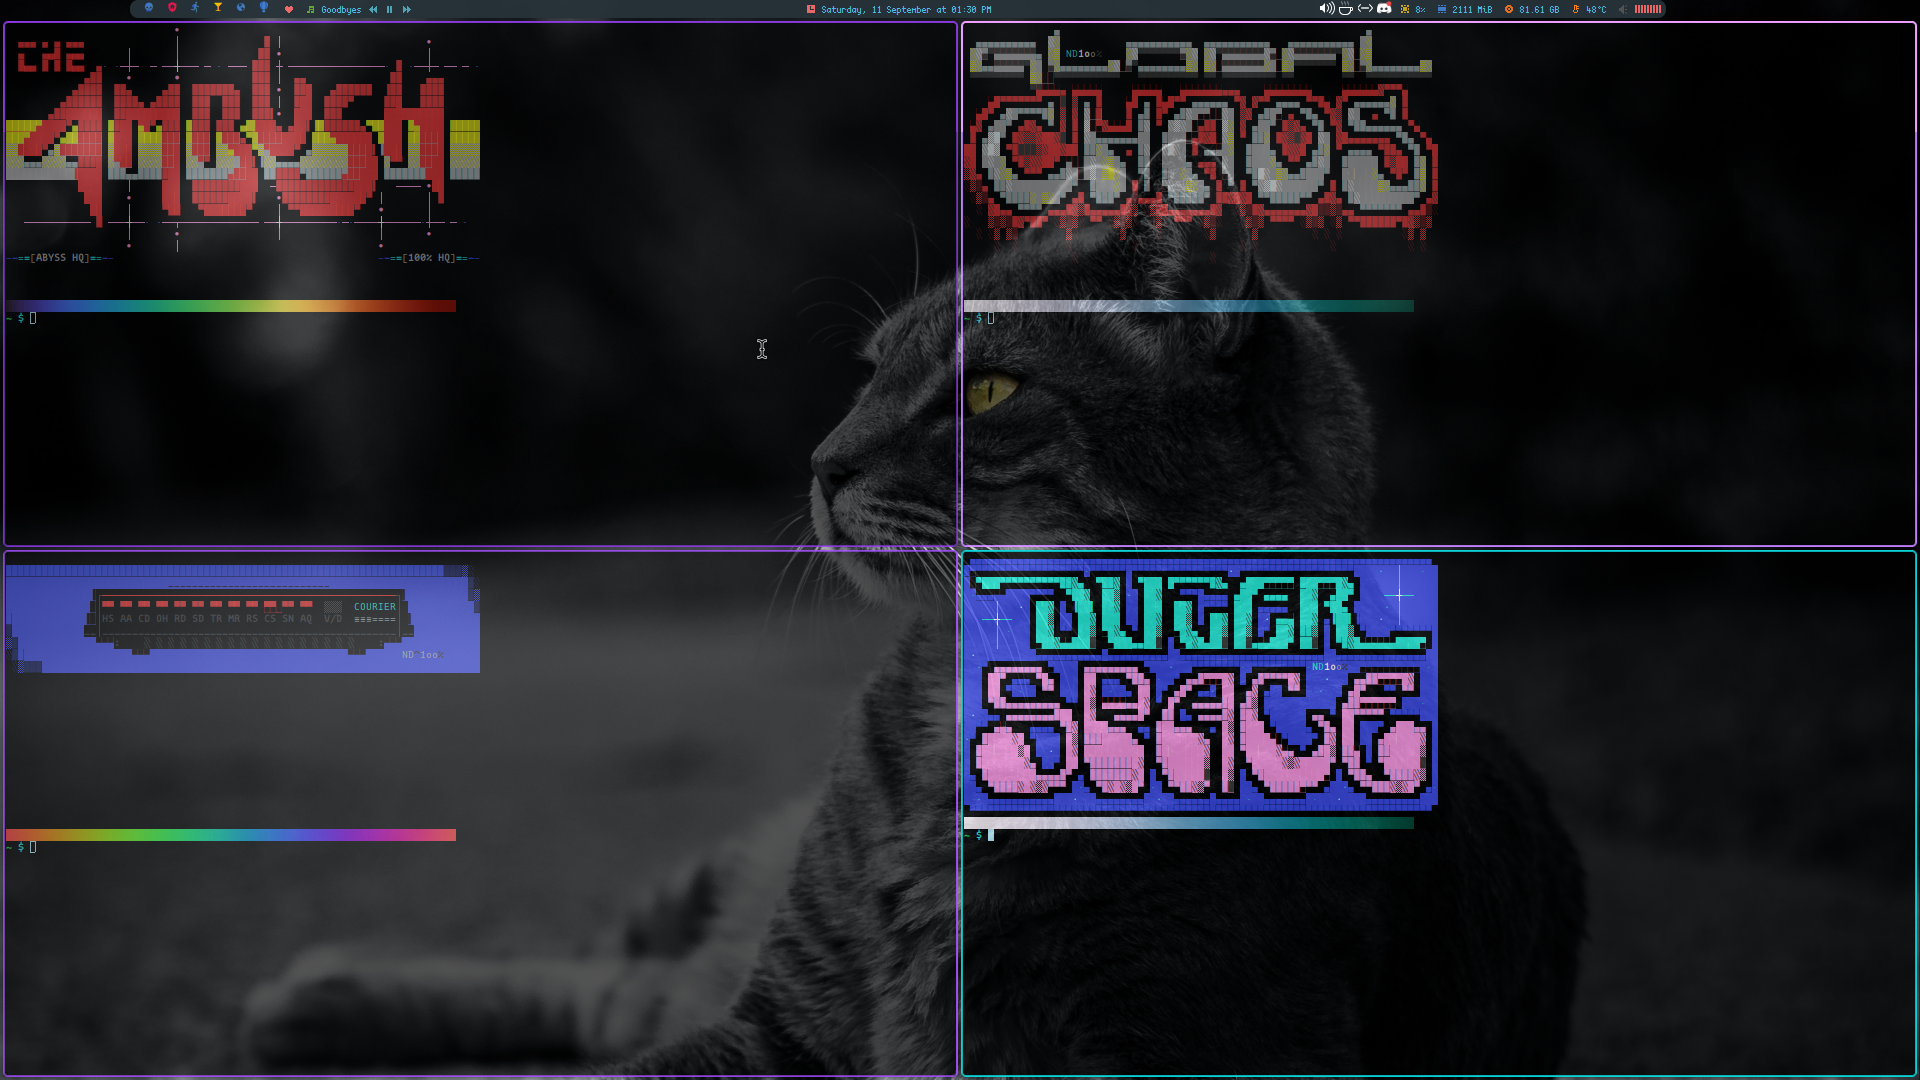 Goodbyes
Saturday, 11 September at 01:30 PM
8%
2111 MiB
81.61 GB
48°C
THE
AMBUSH
--==[ABYSS HQ]==--
--==[100% HQ]==--
~ $
GLOBAL
ND1oo%
CHAOS
~ $
COURIER
HS AA CD DH RD SD TR MR RS CS SN AQ V/D ≡≡≡====
ND^1oo%
~ $
OUTER
ND1oo%
SPACE
~ $